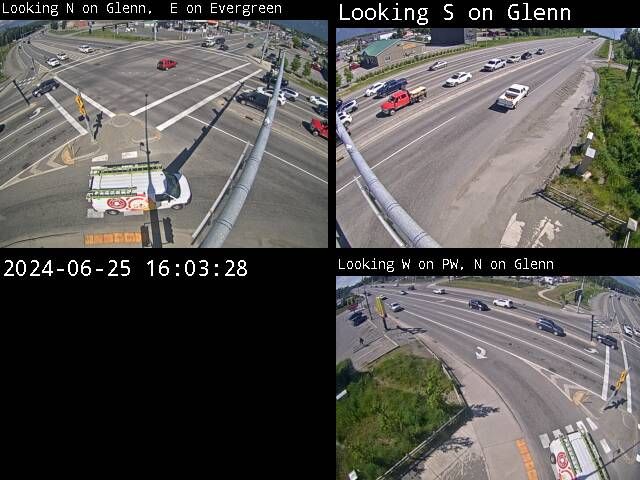 Looking N on Glenn, E on Evergreen
Looking S on Glenn
2024-06-25 16:03:28
Looking W on PW, N on Glenn